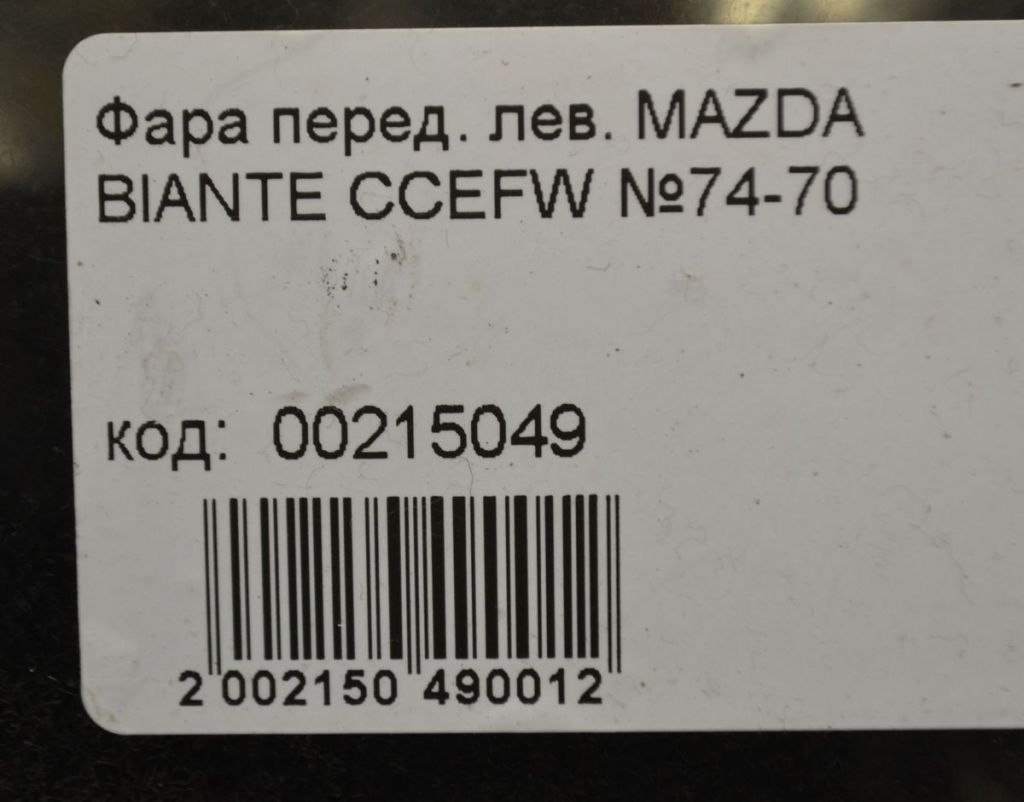 Фара перед. лев. MAZDA
BIANTE CCEFW №74-70
код: 00215049
2 002150 490012